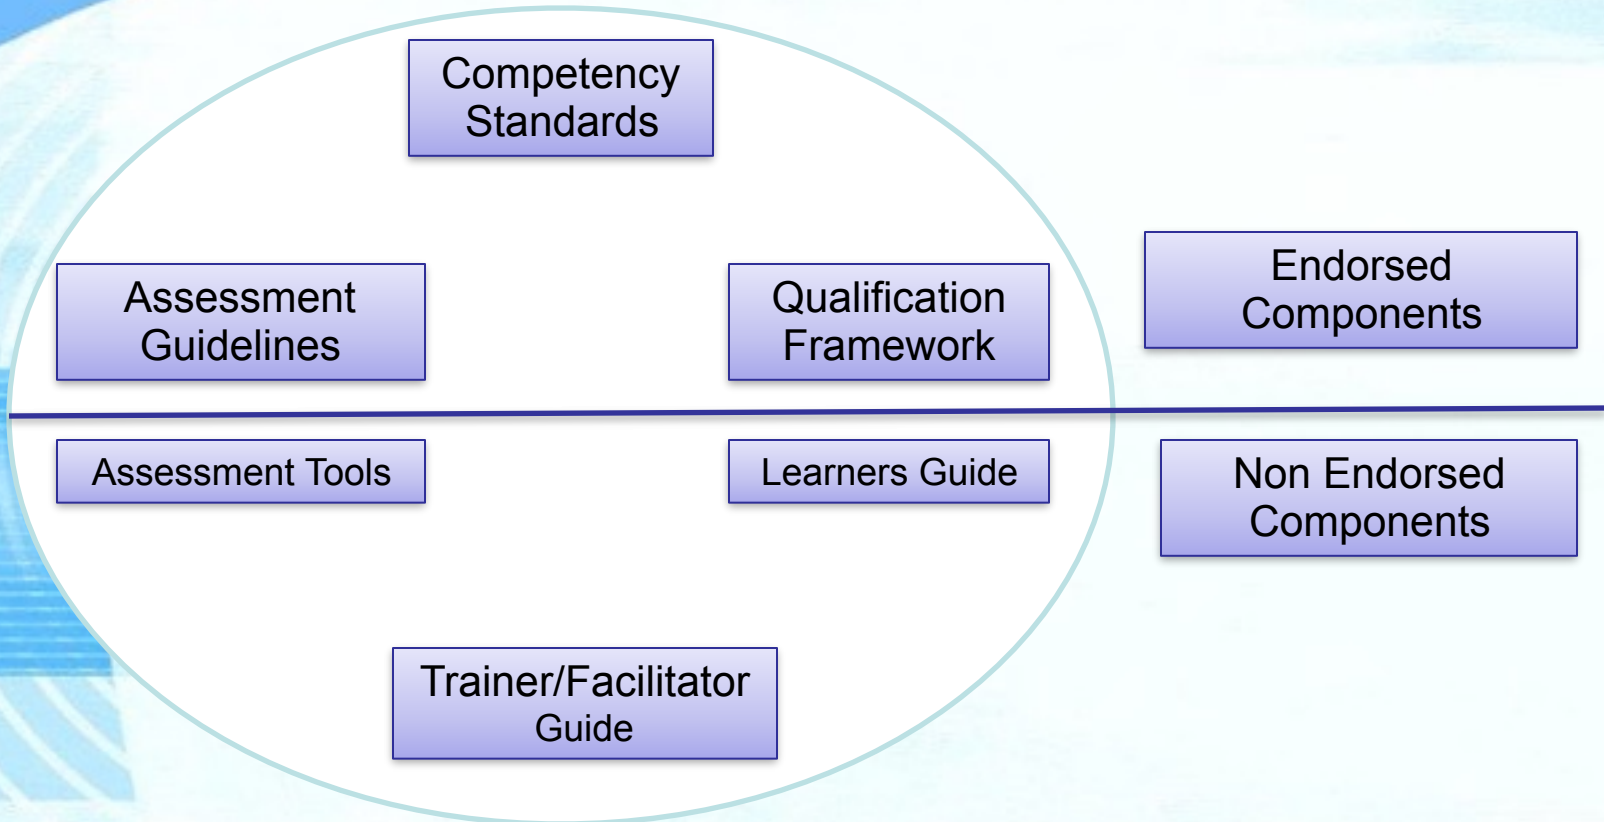 Competency
Standards
Assessment
Guidelines
Qualification
Framework
Endorsed
Components
Assessment Tools
Learners Guide
Non Endorsed
Components
Trainer/Facilitator
Guide